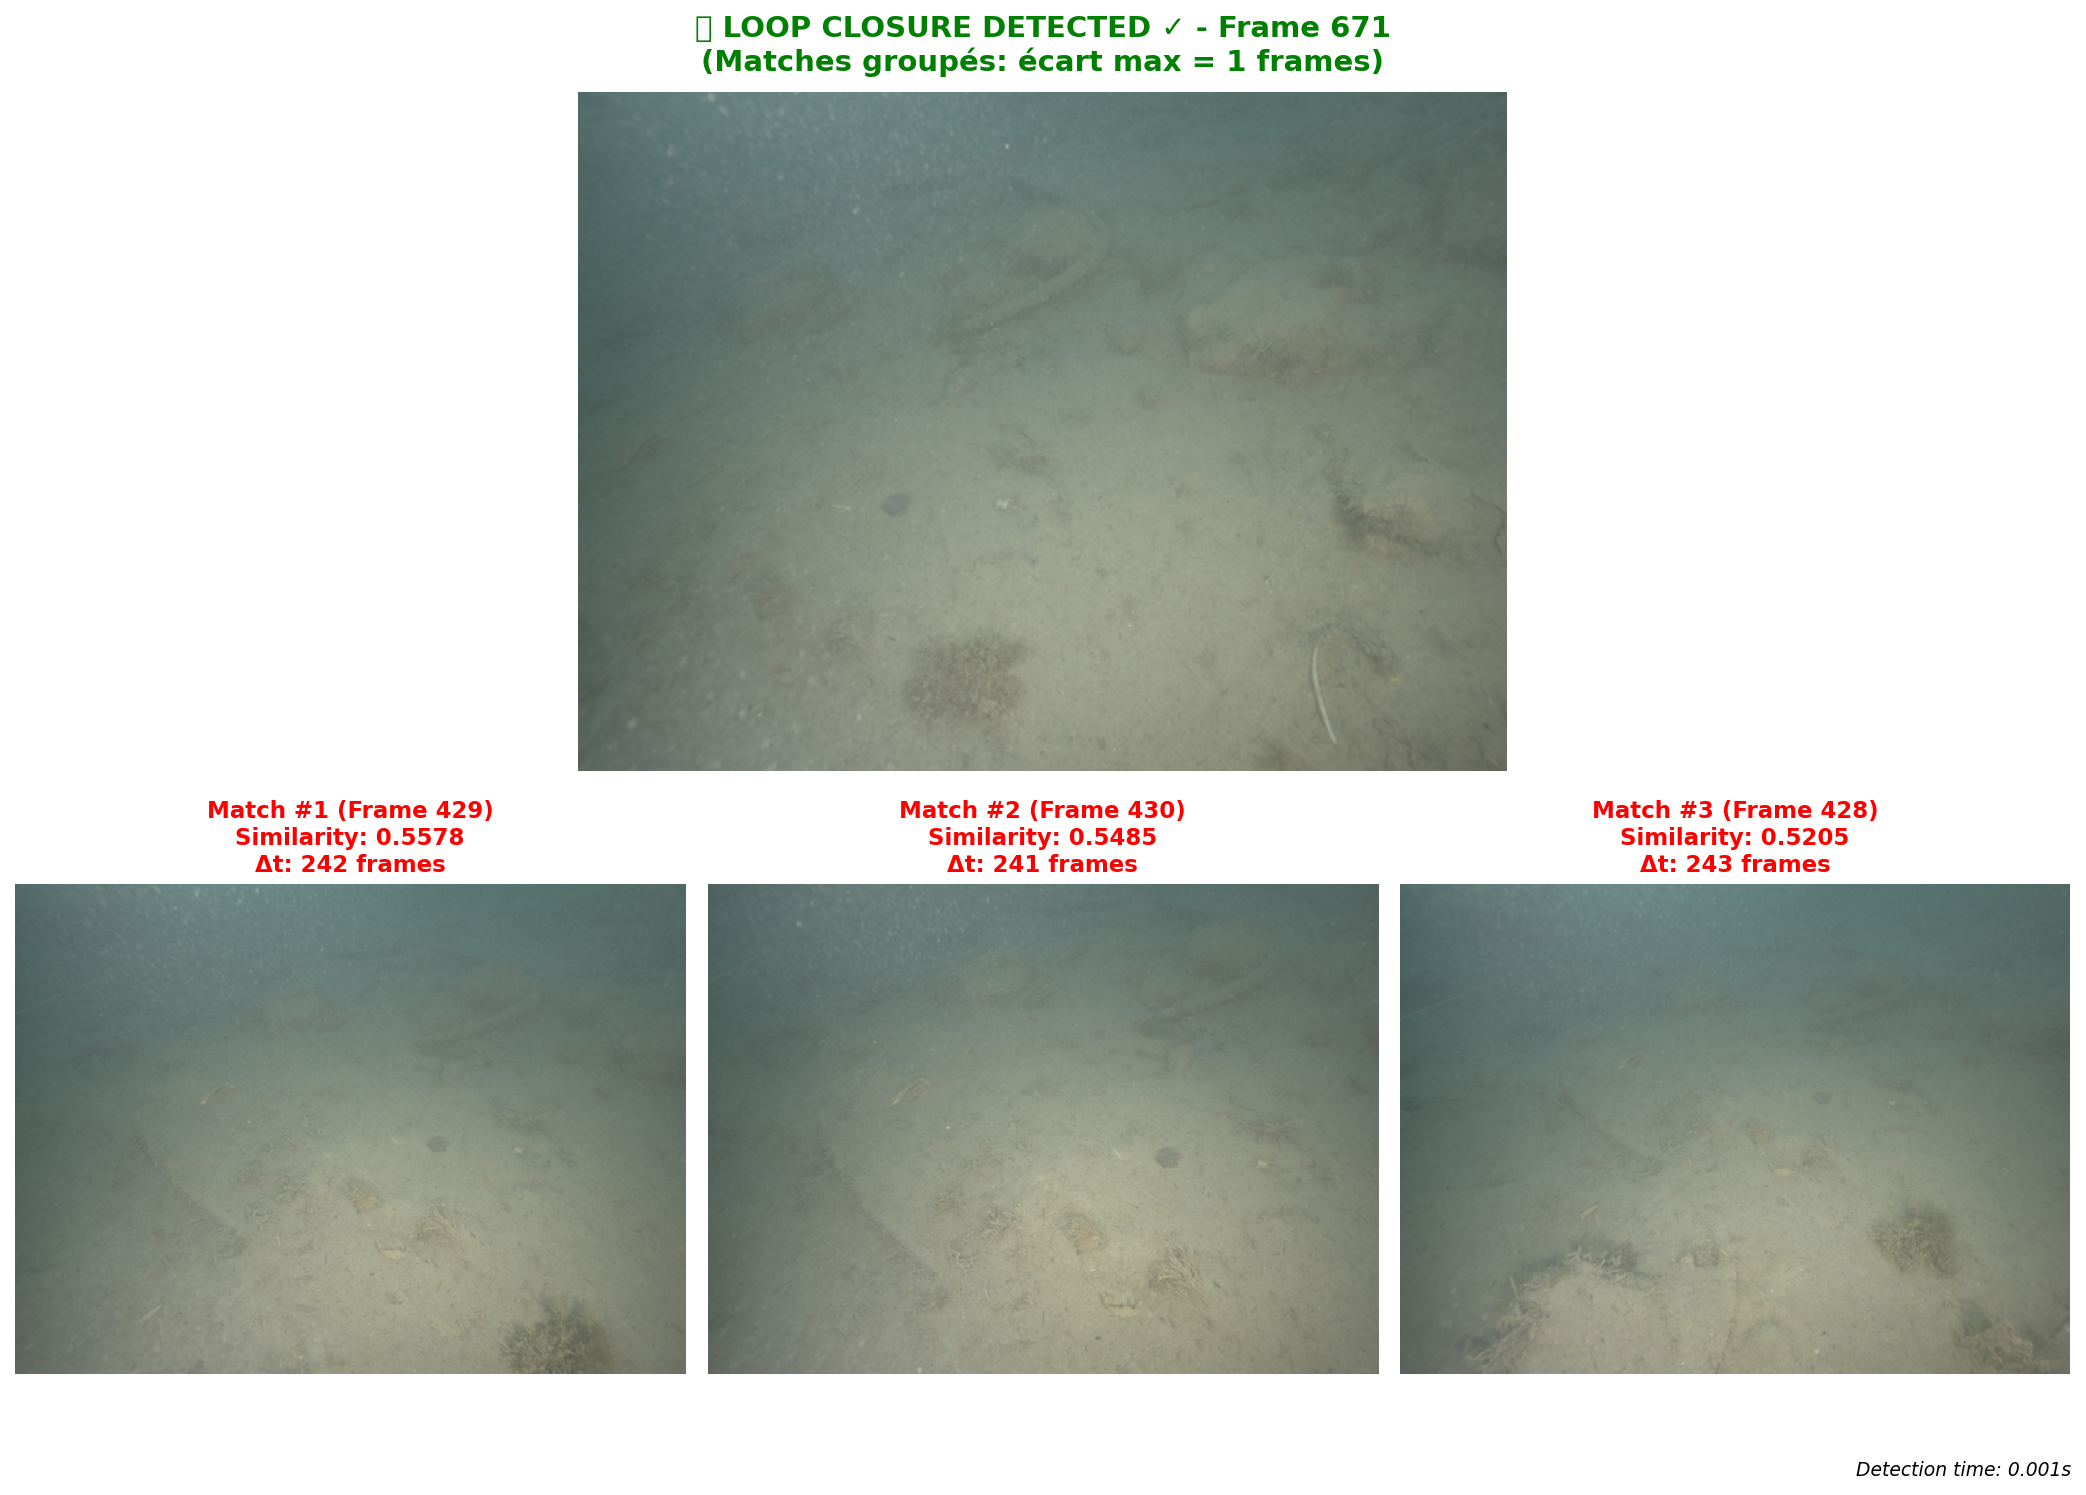 LOOP CLOSURE DETECTED ✓ - Frame 671
(Matches groupés: écart max = 1 frames)
Match #1 (Frame 429)
Similarity: 0.5578
Δt: 242 frames
Match #2 (Frame 430)
Similarity: 0.5485
Δt: 241 frames
Match #3 (Frame 428)
Similarity: 0.5205
Δt: 243 frames
Detection time: 0.001s